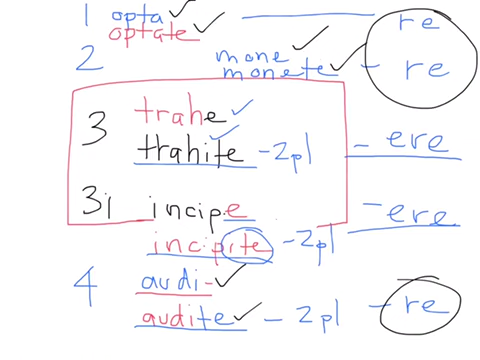 1 opta ✓ re
optate ✓
2 mone ✓
monete ✓ - re
3 trahe ✓
trahite ✓ - 2pl - ere
3i incipe - ere
incipite - 2pl
4 audi - ✓
audite ✓ - 2pl - re